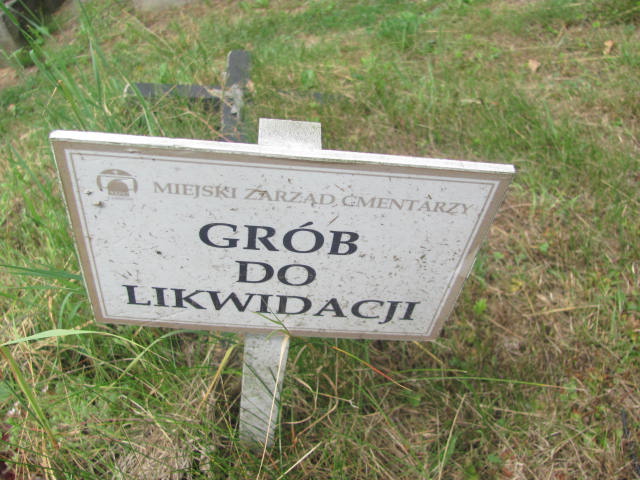 MIEJSKI ZARZĄD CMENTARZY
GRÓB
DO
LIKWIDACJI